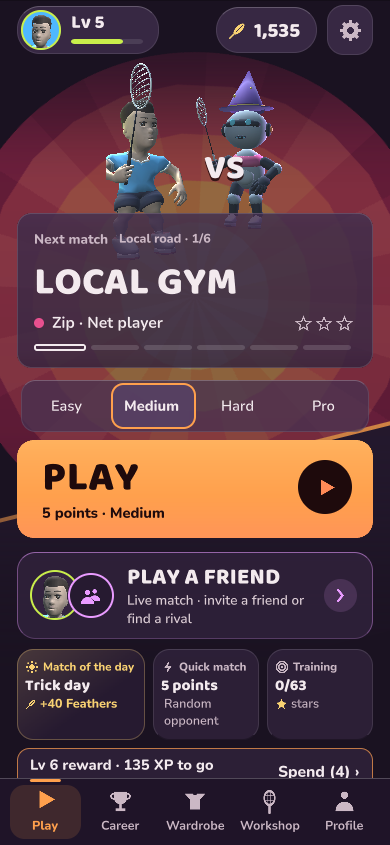 Lv 5
1,535
VS
Next match · Local road · 1/6
LOCAL GYM
Zip · Net player
Easy
Medium
Hard
Pro
PLAY
5 points · Medium
PLAY A FRIEND
Live match · invite a friend or
find a rival
Match of the day
Trick day
+40 Feathers
Quick match
5 points
Random
opponent
Training
0/63
stars
Lv 6 reward · 135 XP to go
Spend (4) ›
Play
Career
Wardrobe
Workshop
Profile